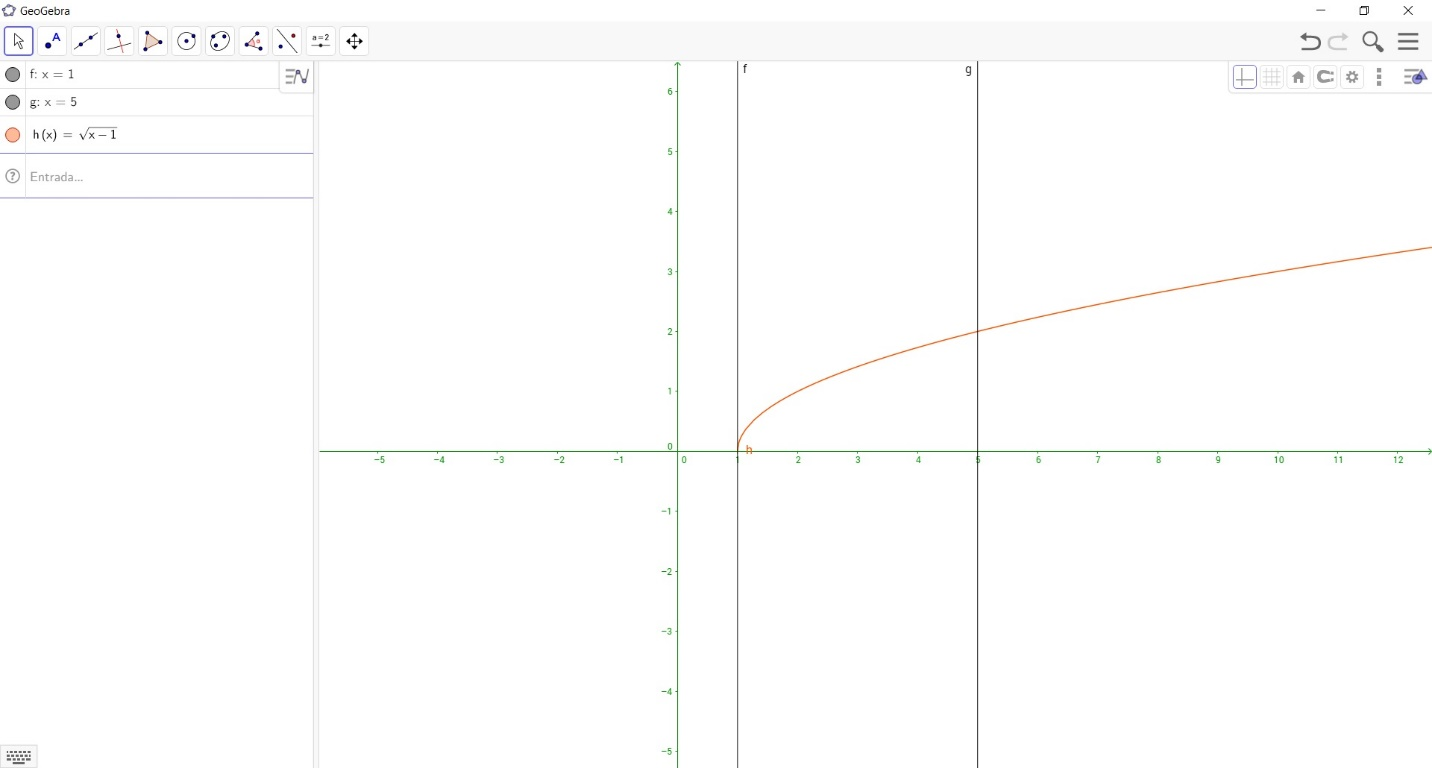 GeoGebra
A
a=2
f: x = 1
g: x = 5
h(x) = √x − 1
Entrada...
f
g
h
6
5
4
3
2
1
0
−1
−2
−3
−4
−5
−5 −4 −3 −2 −1 0 1 2 3 4 5 6 7 8 9 10 11 12